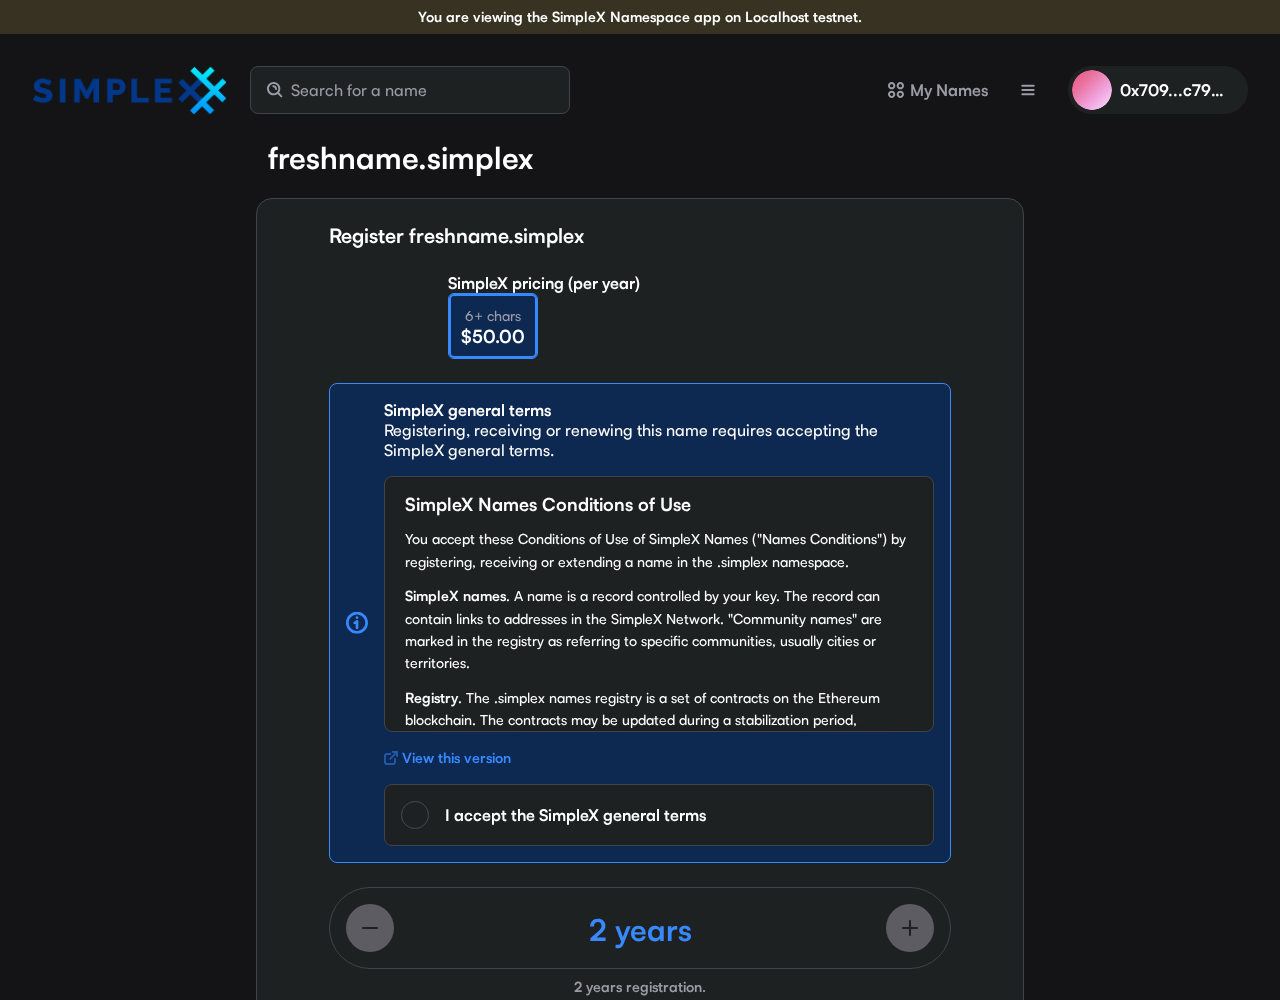 You are viewing the SimpleX Namespace app on Localhost testnet.
SIMPLEX
Search for a name
My Names
0x709...c79...
freshname.simplex
Register freshname.simplex
SimpleX pricing (per year)
6+ chars
$50.00
SimpleX general terms
Registering, receiving or renewing this name requires accepting the
SimpleX general terms.
SimpleX Names Conditions of Use
You accept these Conditions of Use of SimpleX Names ("Names Conditions") by
registering, receiving or extending a name in the .simplex namespace.
SimpleX names. A name is a record controlled by your key. The record can
contain links to addresses in the SimpleX Network. "Community names" are
marked in the registry as referring to specific communities, usually cities or
territories.
Registry. The .simplex names registry is a set of contracts on the Ethereum
blockchain. The contracts may be updated during a stabilization period,
View this version
I accept the SimpleX general terms
2 years
2 years registration.